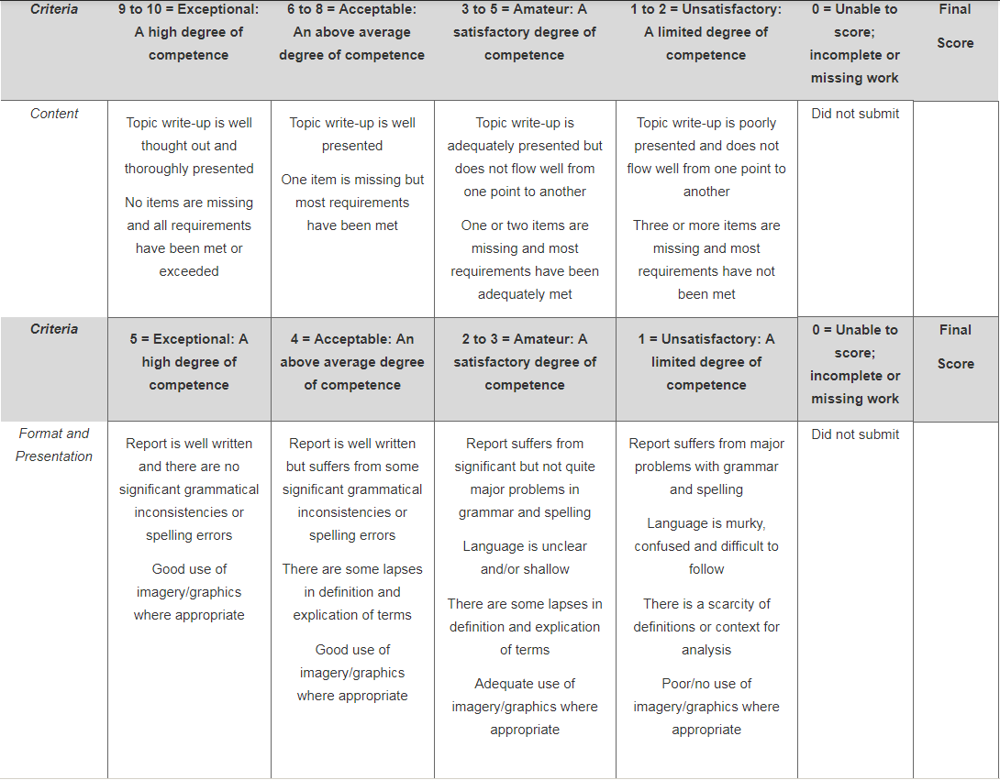 Criteria
9 to 10 = Exceptional:
A high degree of
competence
6 to 8 = Acceptable:
An above average
degree of competence
3 to 5 = Amateur: A
satisfactory degree of
competence
1 to 2 = Unsatisfactory:
A limited degree of
competence
0 = Unable to
score;
incomplete or
missing work
Final
Score
Content
Topic write-up is well
thought out and
thoroughly presented
No items are missing
and all requirements
have been met or
exceeded
Topic write-up is well
presented
One item is missing but
most requirements
have been met
Topic write-up is
adequately presented but
does not flow well from
one point to another
One or two items are
missing and most
requirements have been
adequately met
Topic write-up is poorly
presented and does not
flow well from one point to
another
Three or more items are
missing and most
requirements have not
been met
Did not submit
Criteria
5 = Exceptional: A
high degree of
competence
4 = Acceptable: An
above average degree
of competence
2 to 3 = Amateur: A
satisfactory degree of
competence
1 = Unsatisfactory: A
limited degree of
competence
0 = Unable to
score;
incomplete or
missing work
Final
Score
Format and
Presentation
Report is well written
and there are no
significant grammatical
inconsistencies or
spelling errors
Good use of
imagery/graphics
where appropriate
Report is well written
but suffers from some
significant grammatical
inconsistencies or
spelling errors
There are some lapses
in definition and
explication of terms
Good use of
imagery/graphics
where appropriate
Report suffers from
significant but not quite
major problems in
grammar and spelling
Language is unclear
and/or shallow
There are some lapses in
definition and explication
of terms
Adequate use of
imagery/graphics where
appropriate
Report suffers from major
problems with grammar
and spelling
Language is murky,
confused and difficult to
follow
There is a scarcity of
definitions or context for
analysis
Poor/no use of
imagery/graphics where
appropriate
Did not submit